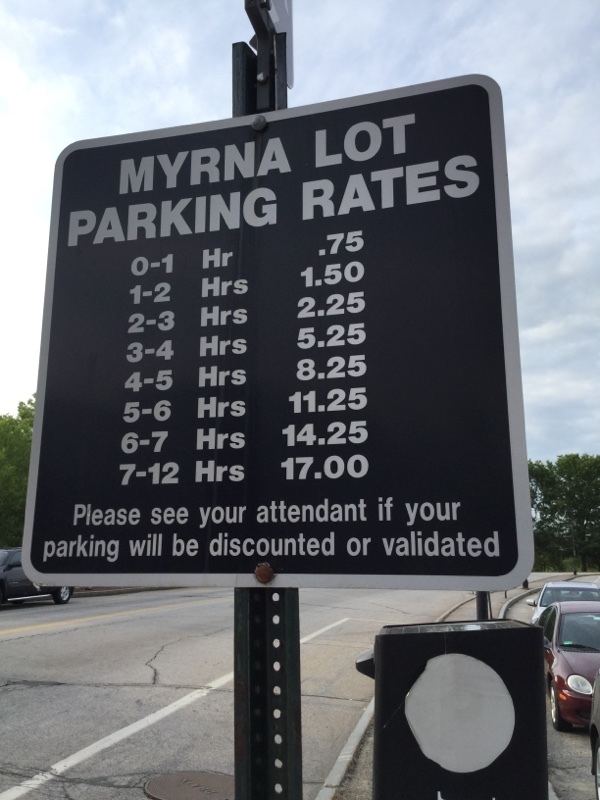 MYRNA LOT
PARKING RATES
0-1 Hr .75
1-2 Hrs 1.50
2-3 Hrs 2.25
3-4 Hrs 5.25
4-5 Hrs 8.25
5-6 Hrs 11.25
6-7 Hrs 14.25
7-12 Hrs 17.00
Please see your attendant if your
parking will be discounted or validated